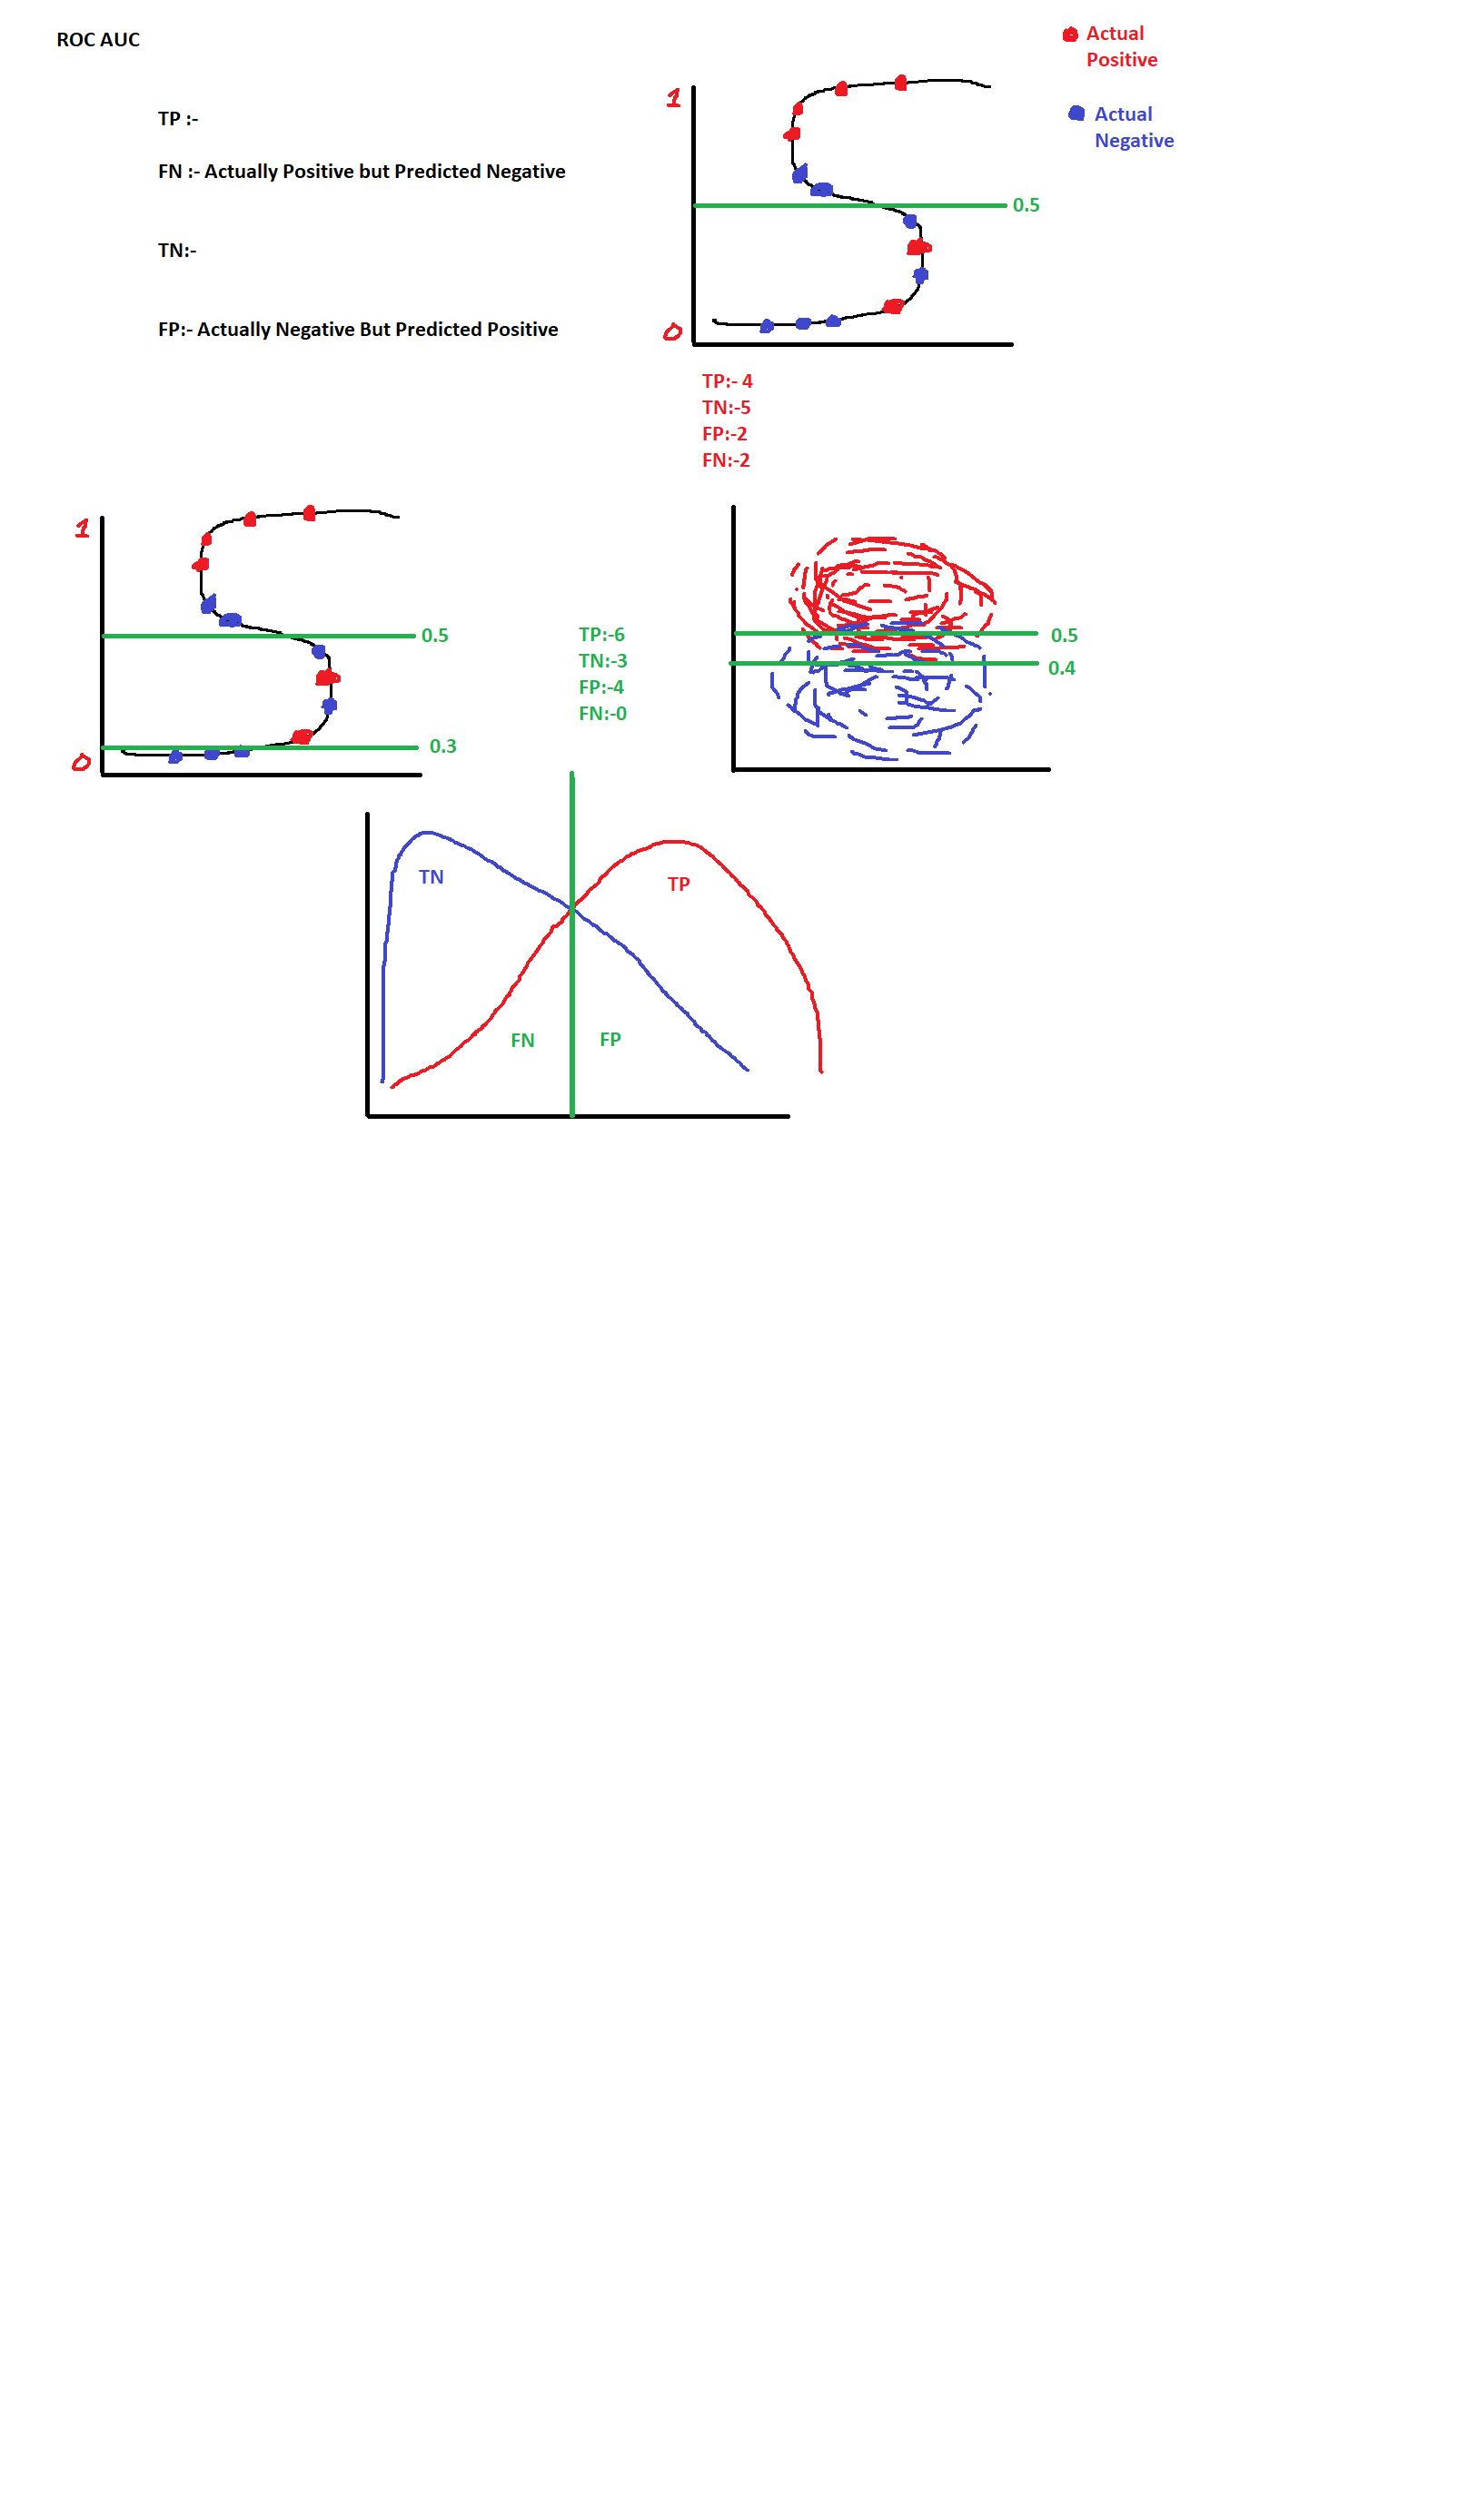 ROC AUC
Actual
Positive
1
TP :-
Actual
Negative
FN :- Actually Positive but Predicted Negative
0.5
TN:-
FP:- Actually Negative But Predicted Positive
0
TP:- 4
TN:-5
FP:-2
FN:-2
1
0.5
TP:-6
TN:-3
FP:-4
FN:-0
0.5
0.4
0.3
0
TN
TP
FN
FP